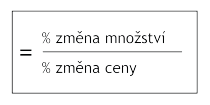 % změna množství
=
% změna ceny